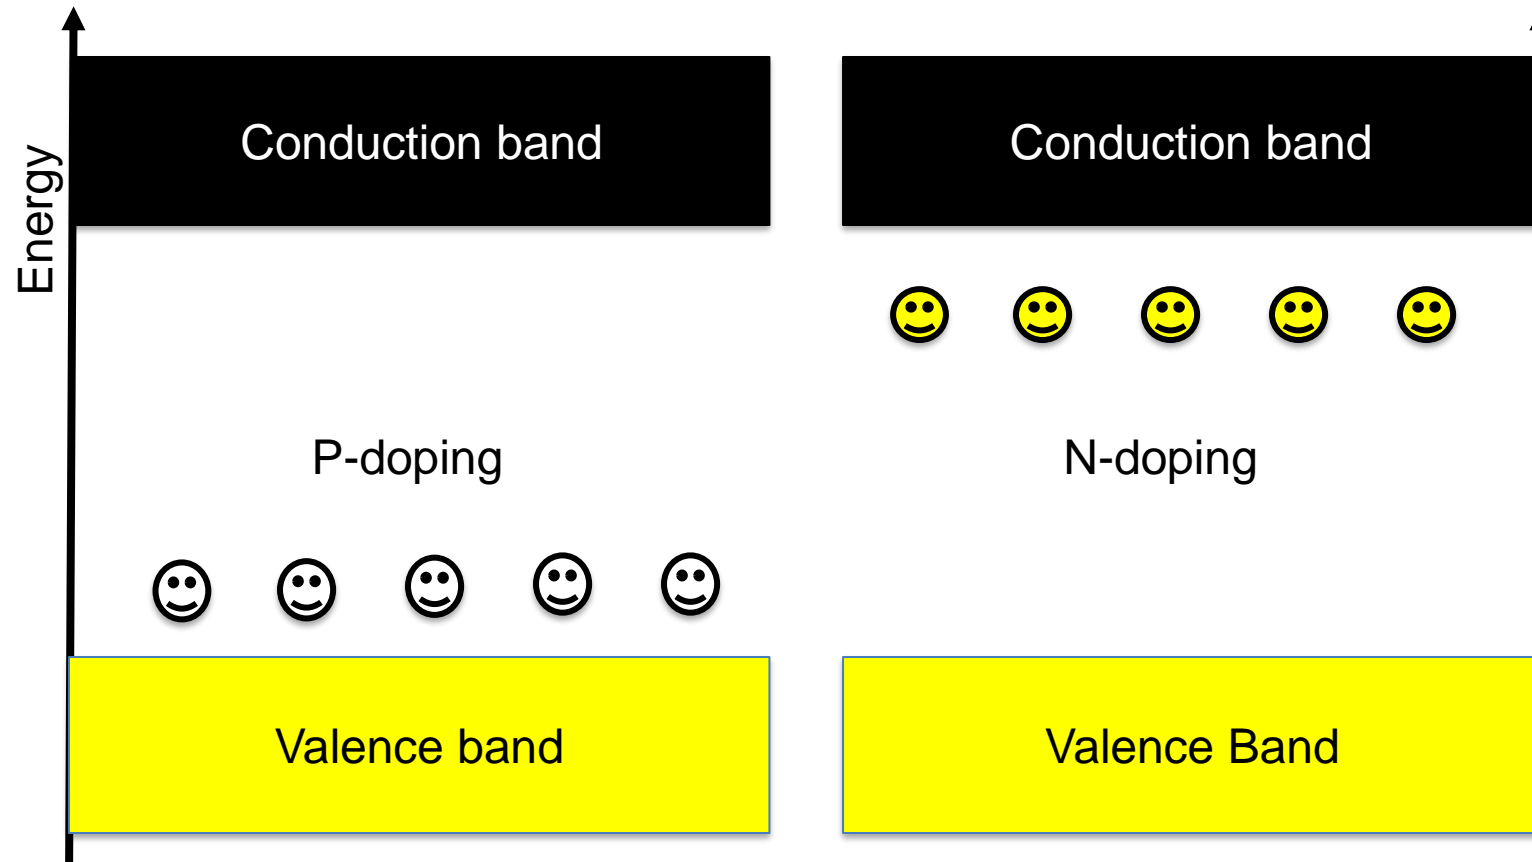 Energy
Conduction band
Conduction band
P-doping
N-doping
Valence band
Valence Band